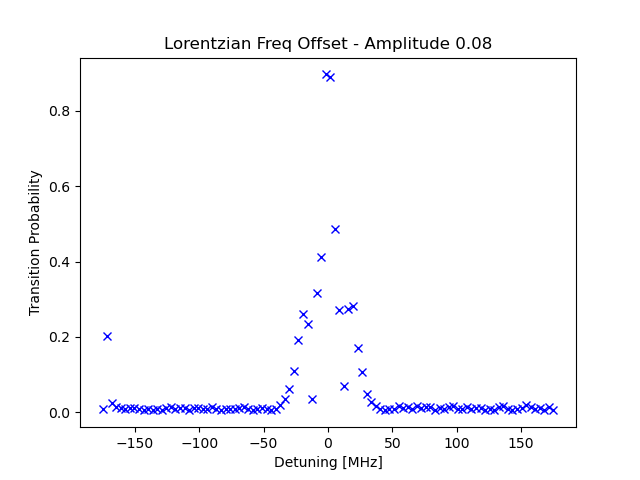 Lorentzian Freq Offset - Amplitude 0.08
Transition Probability
0.8
0.6
0.4
0.2
0.0
−150 −100 −50 0 50 100 150
Detuning [MHz]